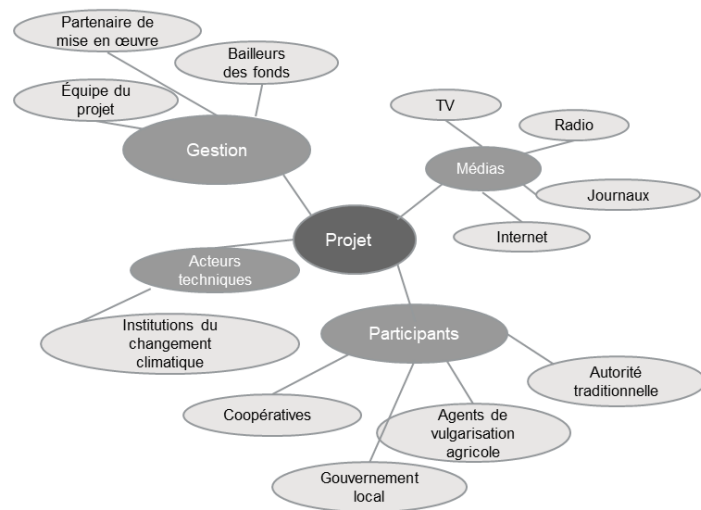 Partenaire de
mise en œuvre
Bailleurs
des fonds
Équipe du
projet
Gestion
TV
Radio
Médias
Journaux
Internet
Projet
Acteurs
techniques
Institutions du
changement
climatique
Participants
Autorité
traditionnelle
Coopératives
Agents de
vulgarisation
agricole
Gouvernement
local